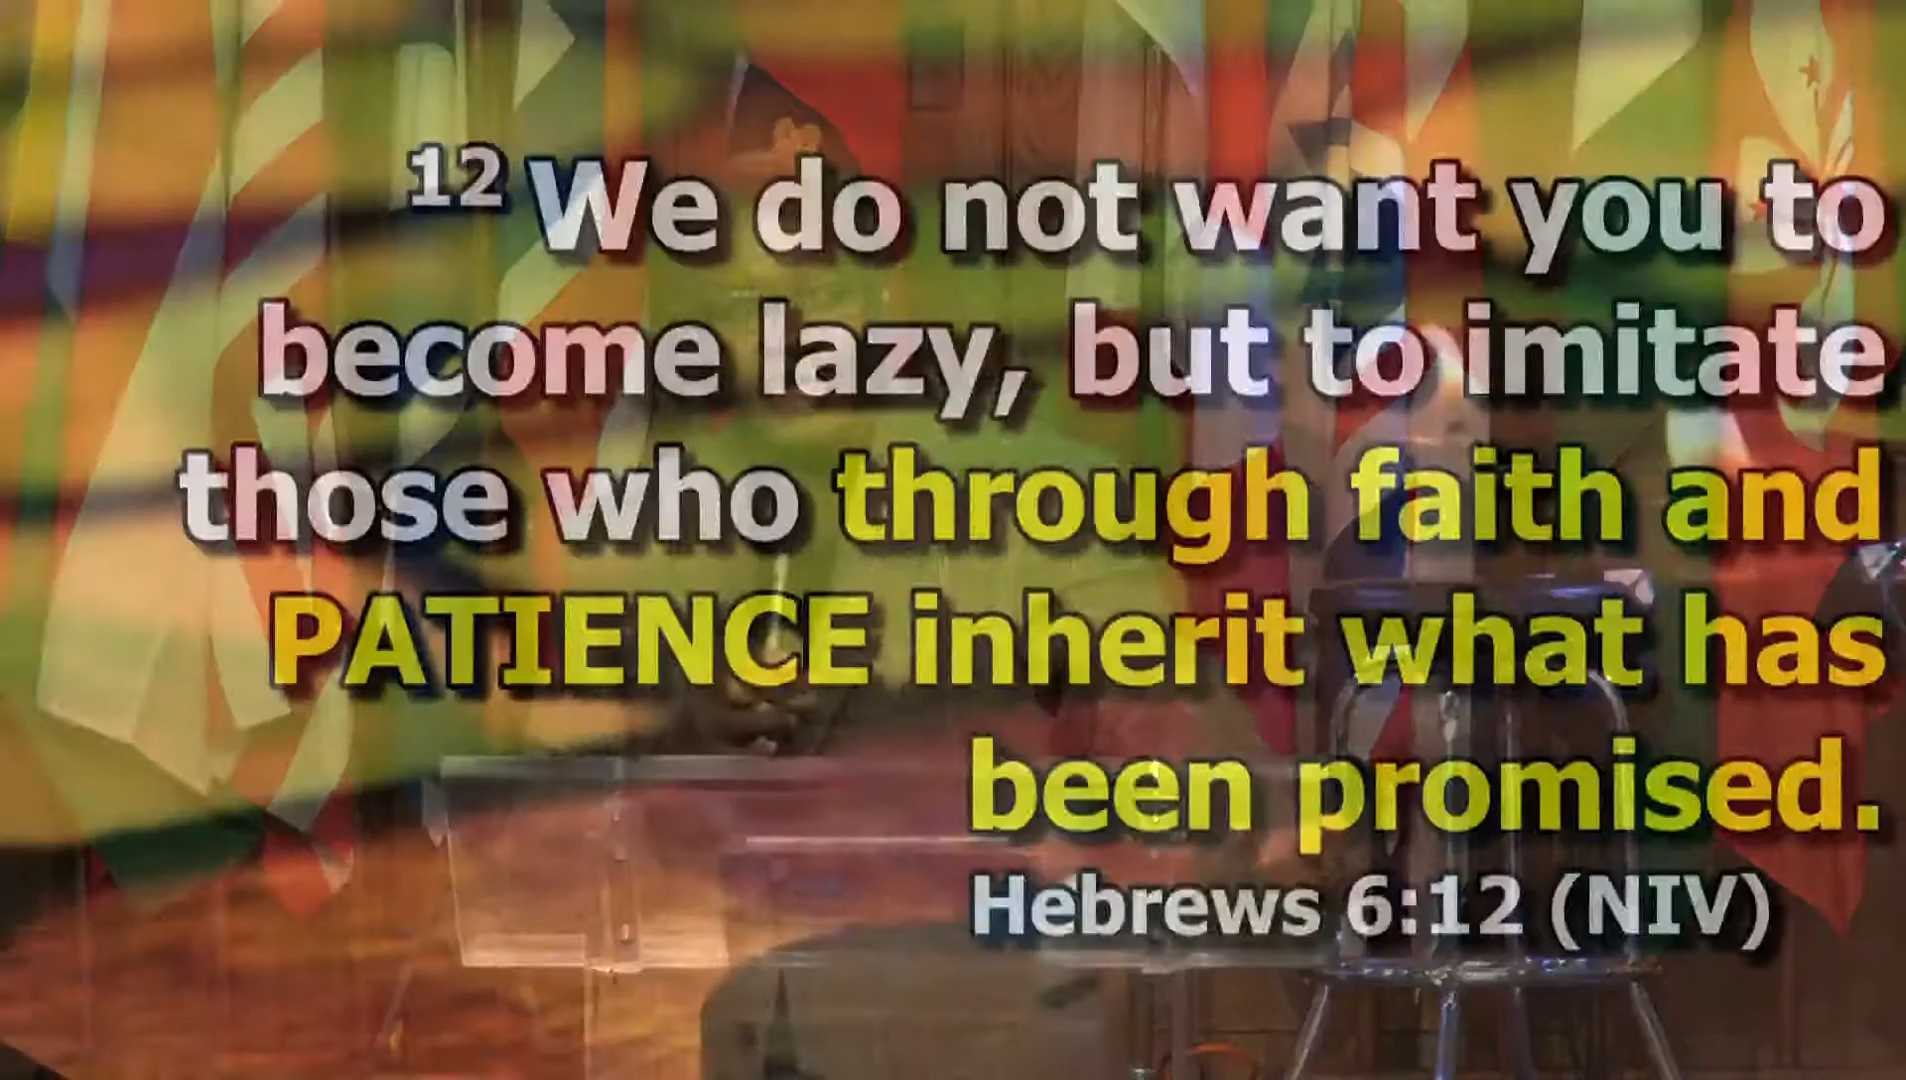 12 We do not want you to
become lazy, but to imitate
those who through faith and
PATIENCE inherit what has
been promised.
Hebrews 6:12 (NIV)